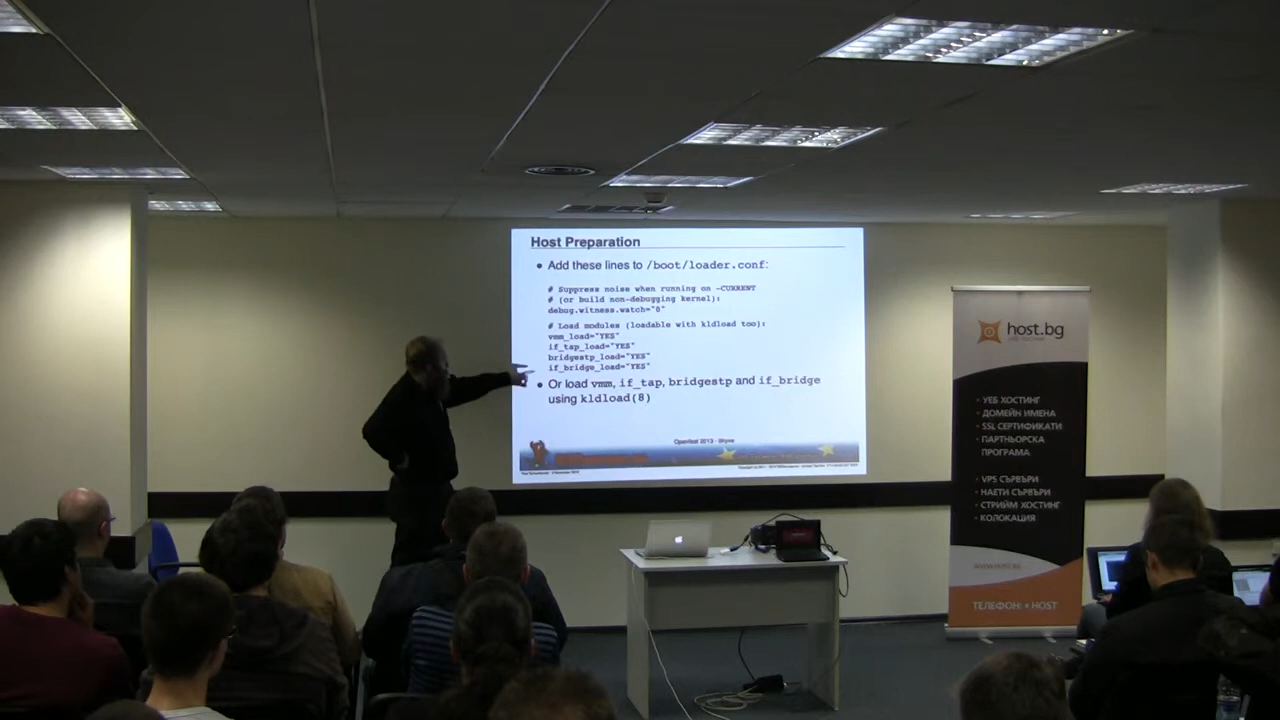 Host Preparation
• Add these lines to /boot/loader.conf:
# Suppress noise when running on -CURRENT
# (or build non-debugging kernel):
debug.witness.watch="0"
# Load modules (loadable with kldload too):
vmm_load="YES"
if_tap_load="YES"
bridgestp_load="YES"
if_bridge_load="YES"
• Or load vmm, if_tap, bridgestp and if_bridge
using kldload(8)
Openfest 2013 - Bhyve
host.bg
• УЕБ ХОСТИНГ
• ДОМЕЙН ИМЕНА
• SSL СЕРТИФИКАТИ
• ПАРТНЬОРСКА
ПРОГРАМА
• VPS СЪРВЪРИ
• НАЕТИ СЪРВЪРИ
• СТРИЙМ ХОСТИНГ
• КОЛОКАЦИЯ
ТЕЛЕФОН: * HOST